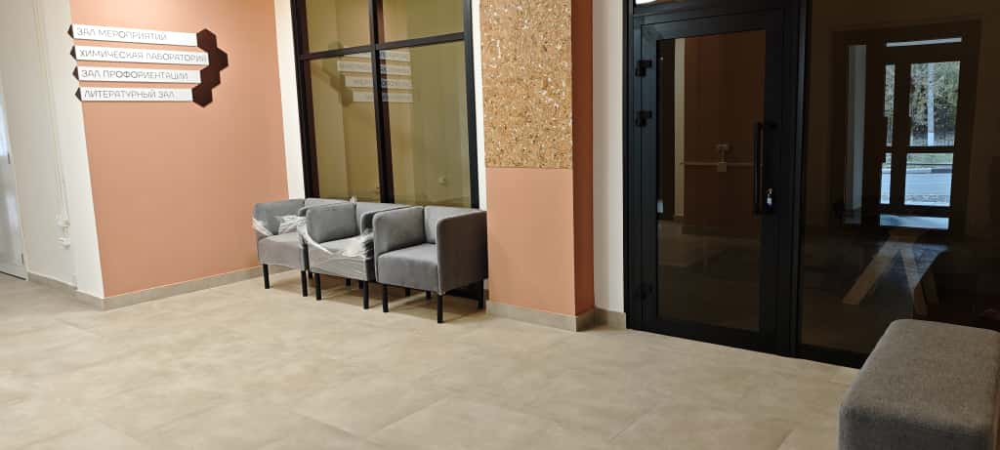 ЗАЛ МЕРОПРИЯТИЙ
ХИМИЧЕСКАЯ ЛАБОРАТОРИЯ
ЗАЛ ПРОФОРИЕНТАЦИИ
ЛИТЕРАТУРНЫЙ ЗАЛ